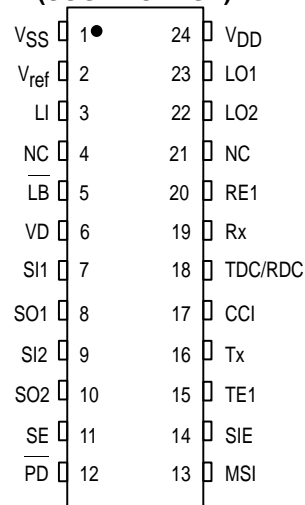 VSS 1 24 VDD
Vref 2 23 LO1
LI 3 22 LO2
NC 4 21 NC
LB 5 20 RE1
VD 6 19 Rx
SI1 7 18 TDC/RDC
SO1 8 17 CCI
SI2 9 16 Tx
SO2 10 15 TE1
SE 11 14 SIE
PD 12 13 MSI